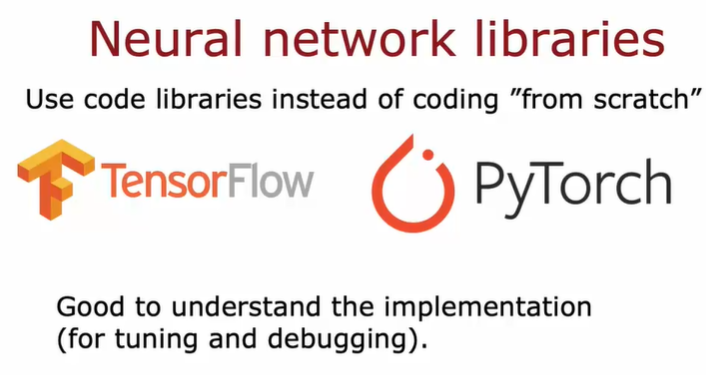 Neural network libraries
Use code libraries instead of coding ”from scratch”
TensorFlow
PyTorch
Good to understand the implementation
(for tuning and debugging).